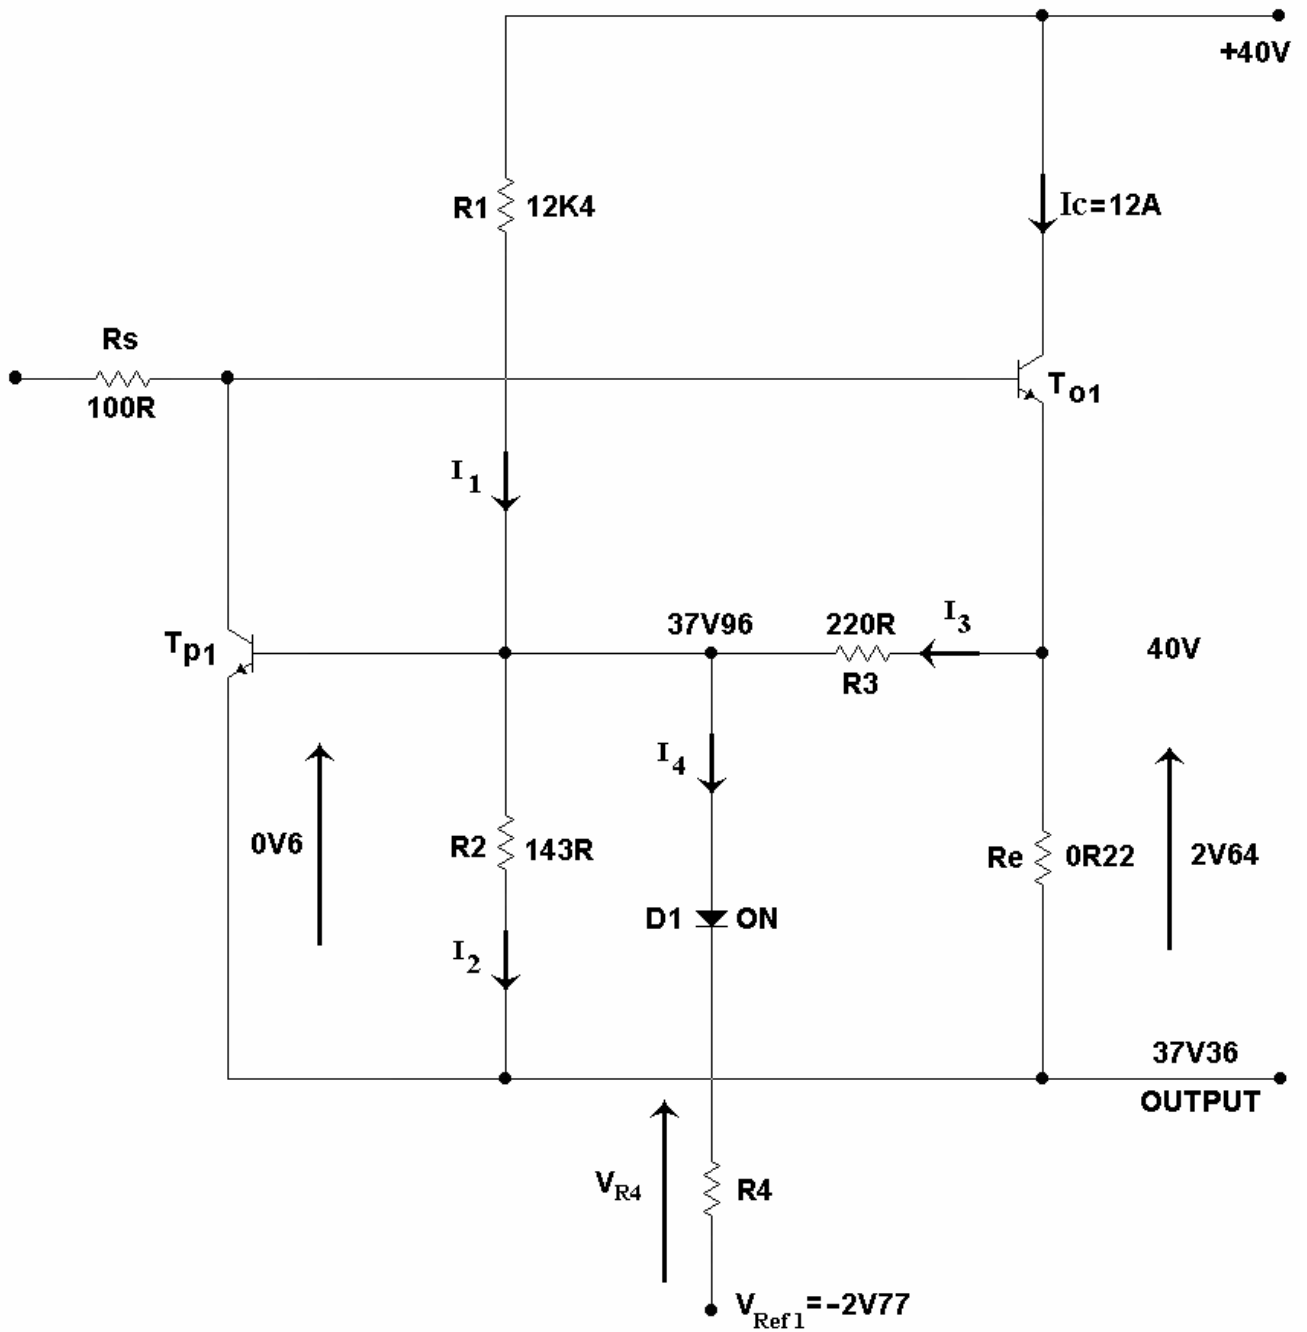 +40V
R1 12K4
Ic=12A
Rs
100R
To1
I1
37V96
220R
I3
R3
40V
Tp1
I4
0V6
R2 143R
Re 0R22
2V64
D1 ON
I2
37V36
OUTPUT
VR4
R4
VRef1=-2V77